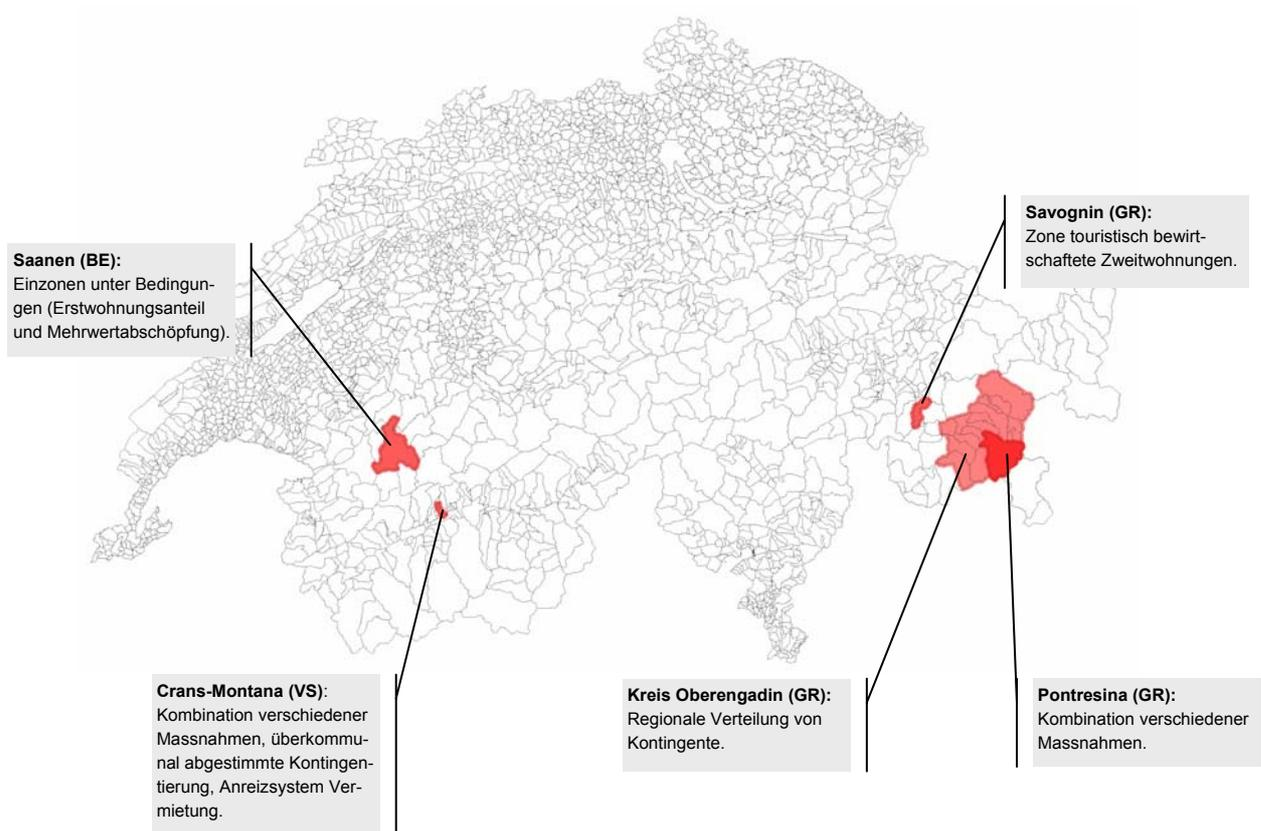 Savognin (GR):
Zone touristisch bewirt-
schaftete Zweitwohnungen.
Saanen (BE):
Einzonen unter Bedingun-
gen (Erstwohnungsanteil
und Mehrwertabschöpfung).
Crans-Montana (VS):
Kombination verschiedener
Massnahmen, überkommu-
nal abgestimmte Kontingen-
tierung, Anreizsystem Ver-
mietung.
Kreis Oberengadin (GR):
Regionale Verteilung von
Kontingente.
Pontresina (GR):
Kombination verschiedener
Massnahmen.